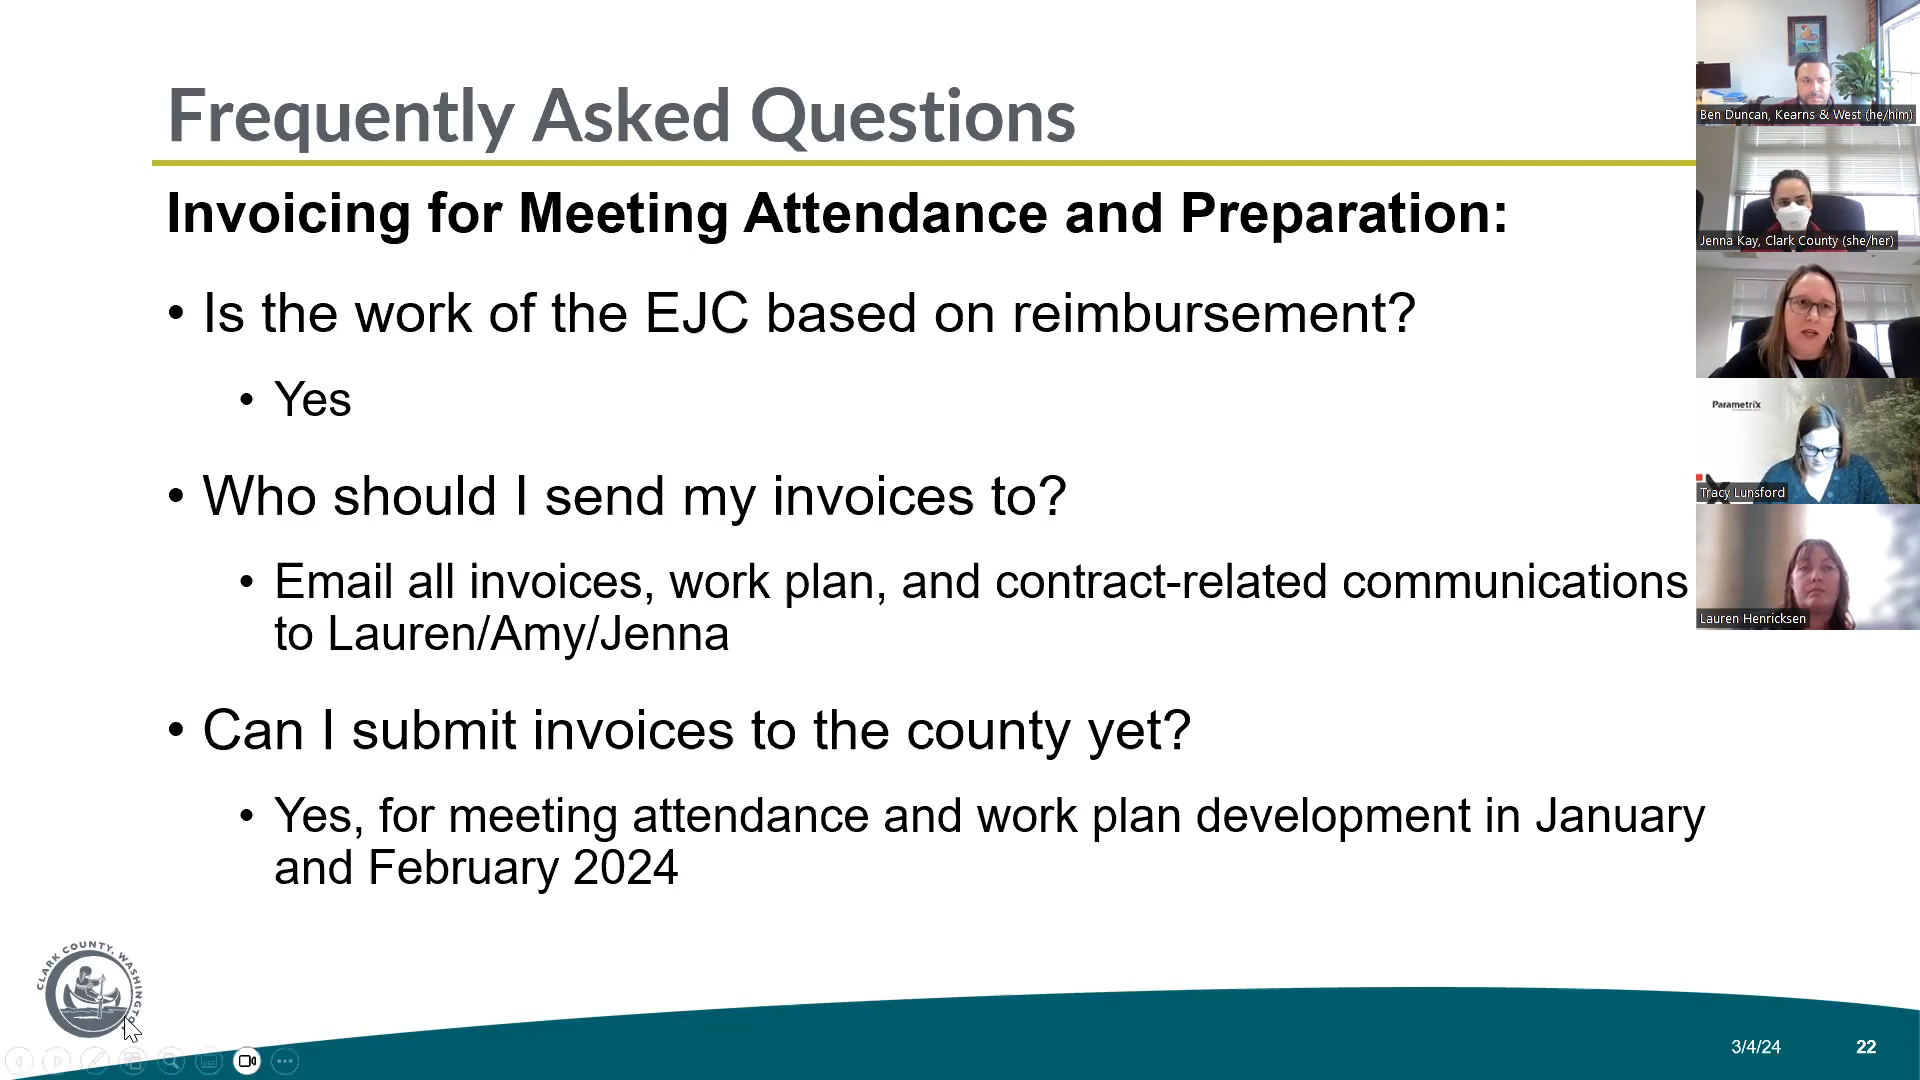 Frequently Asked Questions
Invoicing for Meeting Attendance and Preparation:
• Is the work of the EJC based on reimbursement?
• Yes
• Who should I send my invoices to?
• Email all invoices, work plan, and contract-related communications
to Lauren/Amy/Jenna
• Can I submit invoices to the county yet?
• Yes, for meeting attendance and work plan development in January
and February 2024
CLARK COUNTY, WASHINGTON
3/4/24
22
Ben Duncan, Kearns & West (he/him)
Jenna Kay, Clark County (she/her)
Parametrix
Tracy Lunsford
Lauren Henricksen